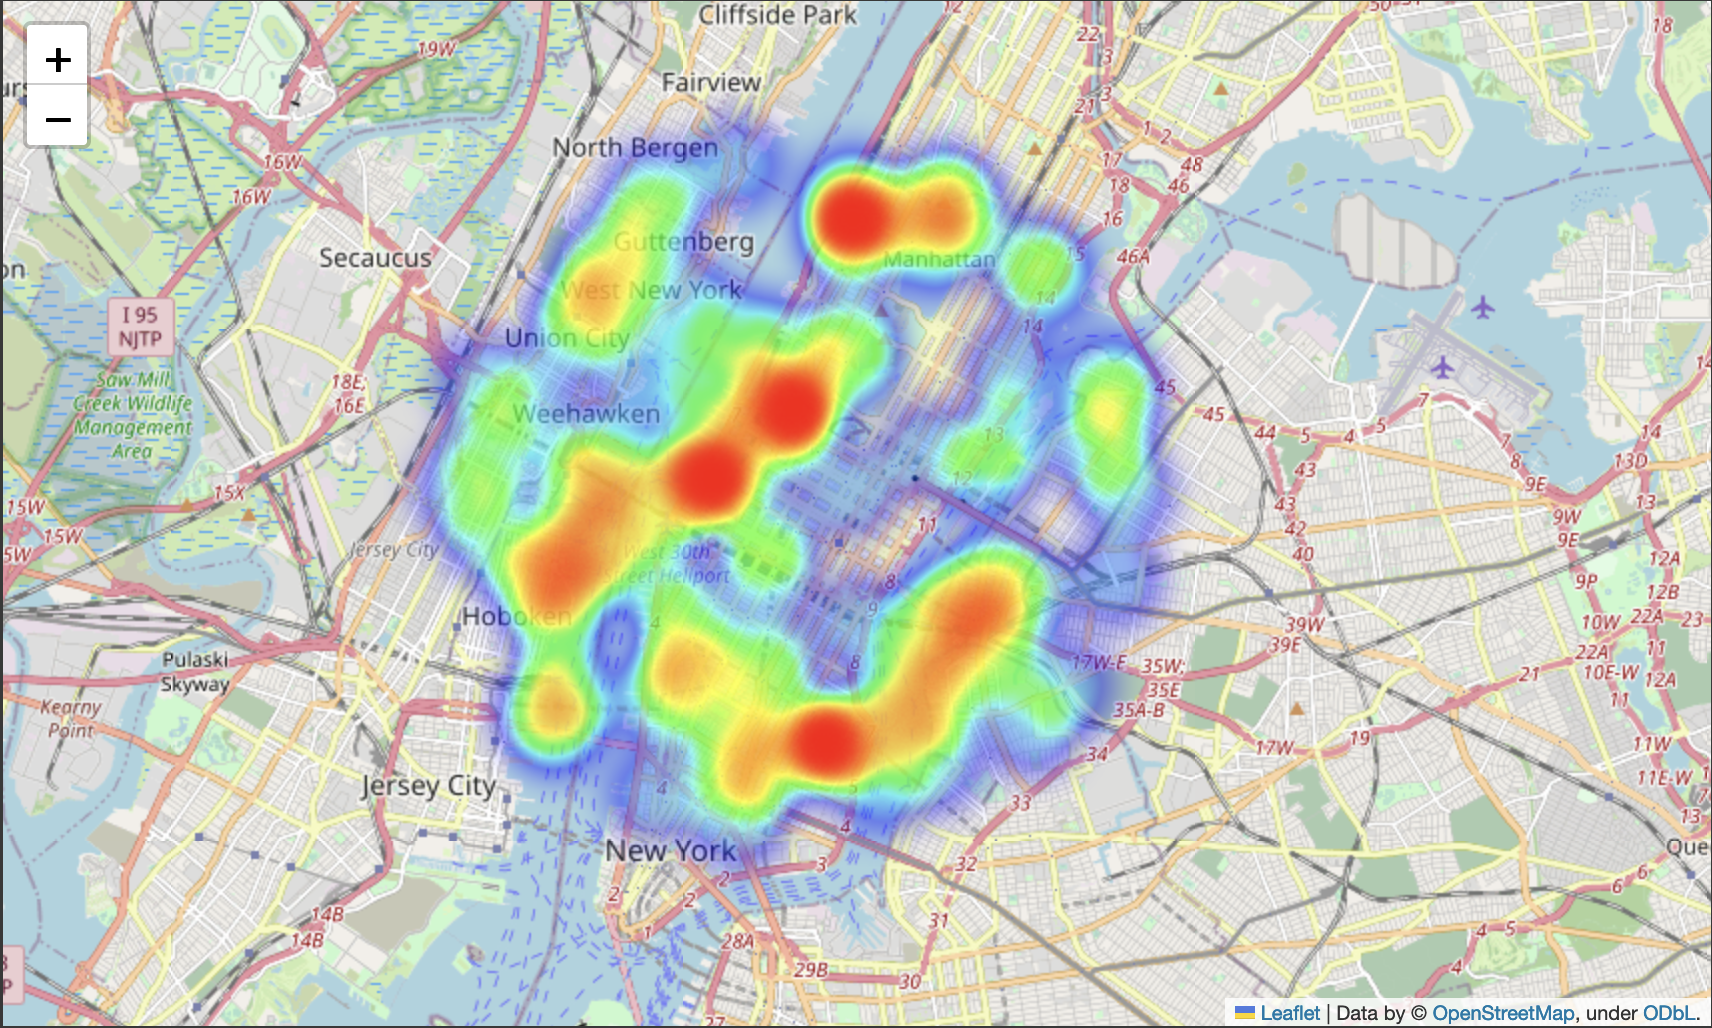 Cliffside Park
12
50
22
18
+
19W
3
Fairview
−
21
3
1
2
North Bergen
16W
17
48
16W
18
46
16
Guttenberg
15
Secaucus
Manhattan
46A
on
West New York
14
I 95
NJTP
14
Union City
Saw Mill
Creek Wildlife
Management
Area
18E;
16E
45
7
14
Weehawken
45
44
5
4
5
7
14
13
8
13D
43
12
9E
15X
43
13
15W
11
42
9W
15W
5W
Jersey City
West 30th
Street Heliport
9E
40
12A
8
9P
12B
Hoboken
9
4
39W
10W
22A
23
39E
22A
11
Pulaski
Skyway
8
17W-E
35W;
35E
21
10E-W
12A
11
Kearny
Point
35A-B
19
17W
11W
34
Jersey City
4
5
11E-W
33
13
4
New York
3
32
Que
2
6
6
2
2
14B
31
1
4
5
14B
28A
29B
30
4
27
Leaflet | Data by © OpenStreetMap, under ODbL.